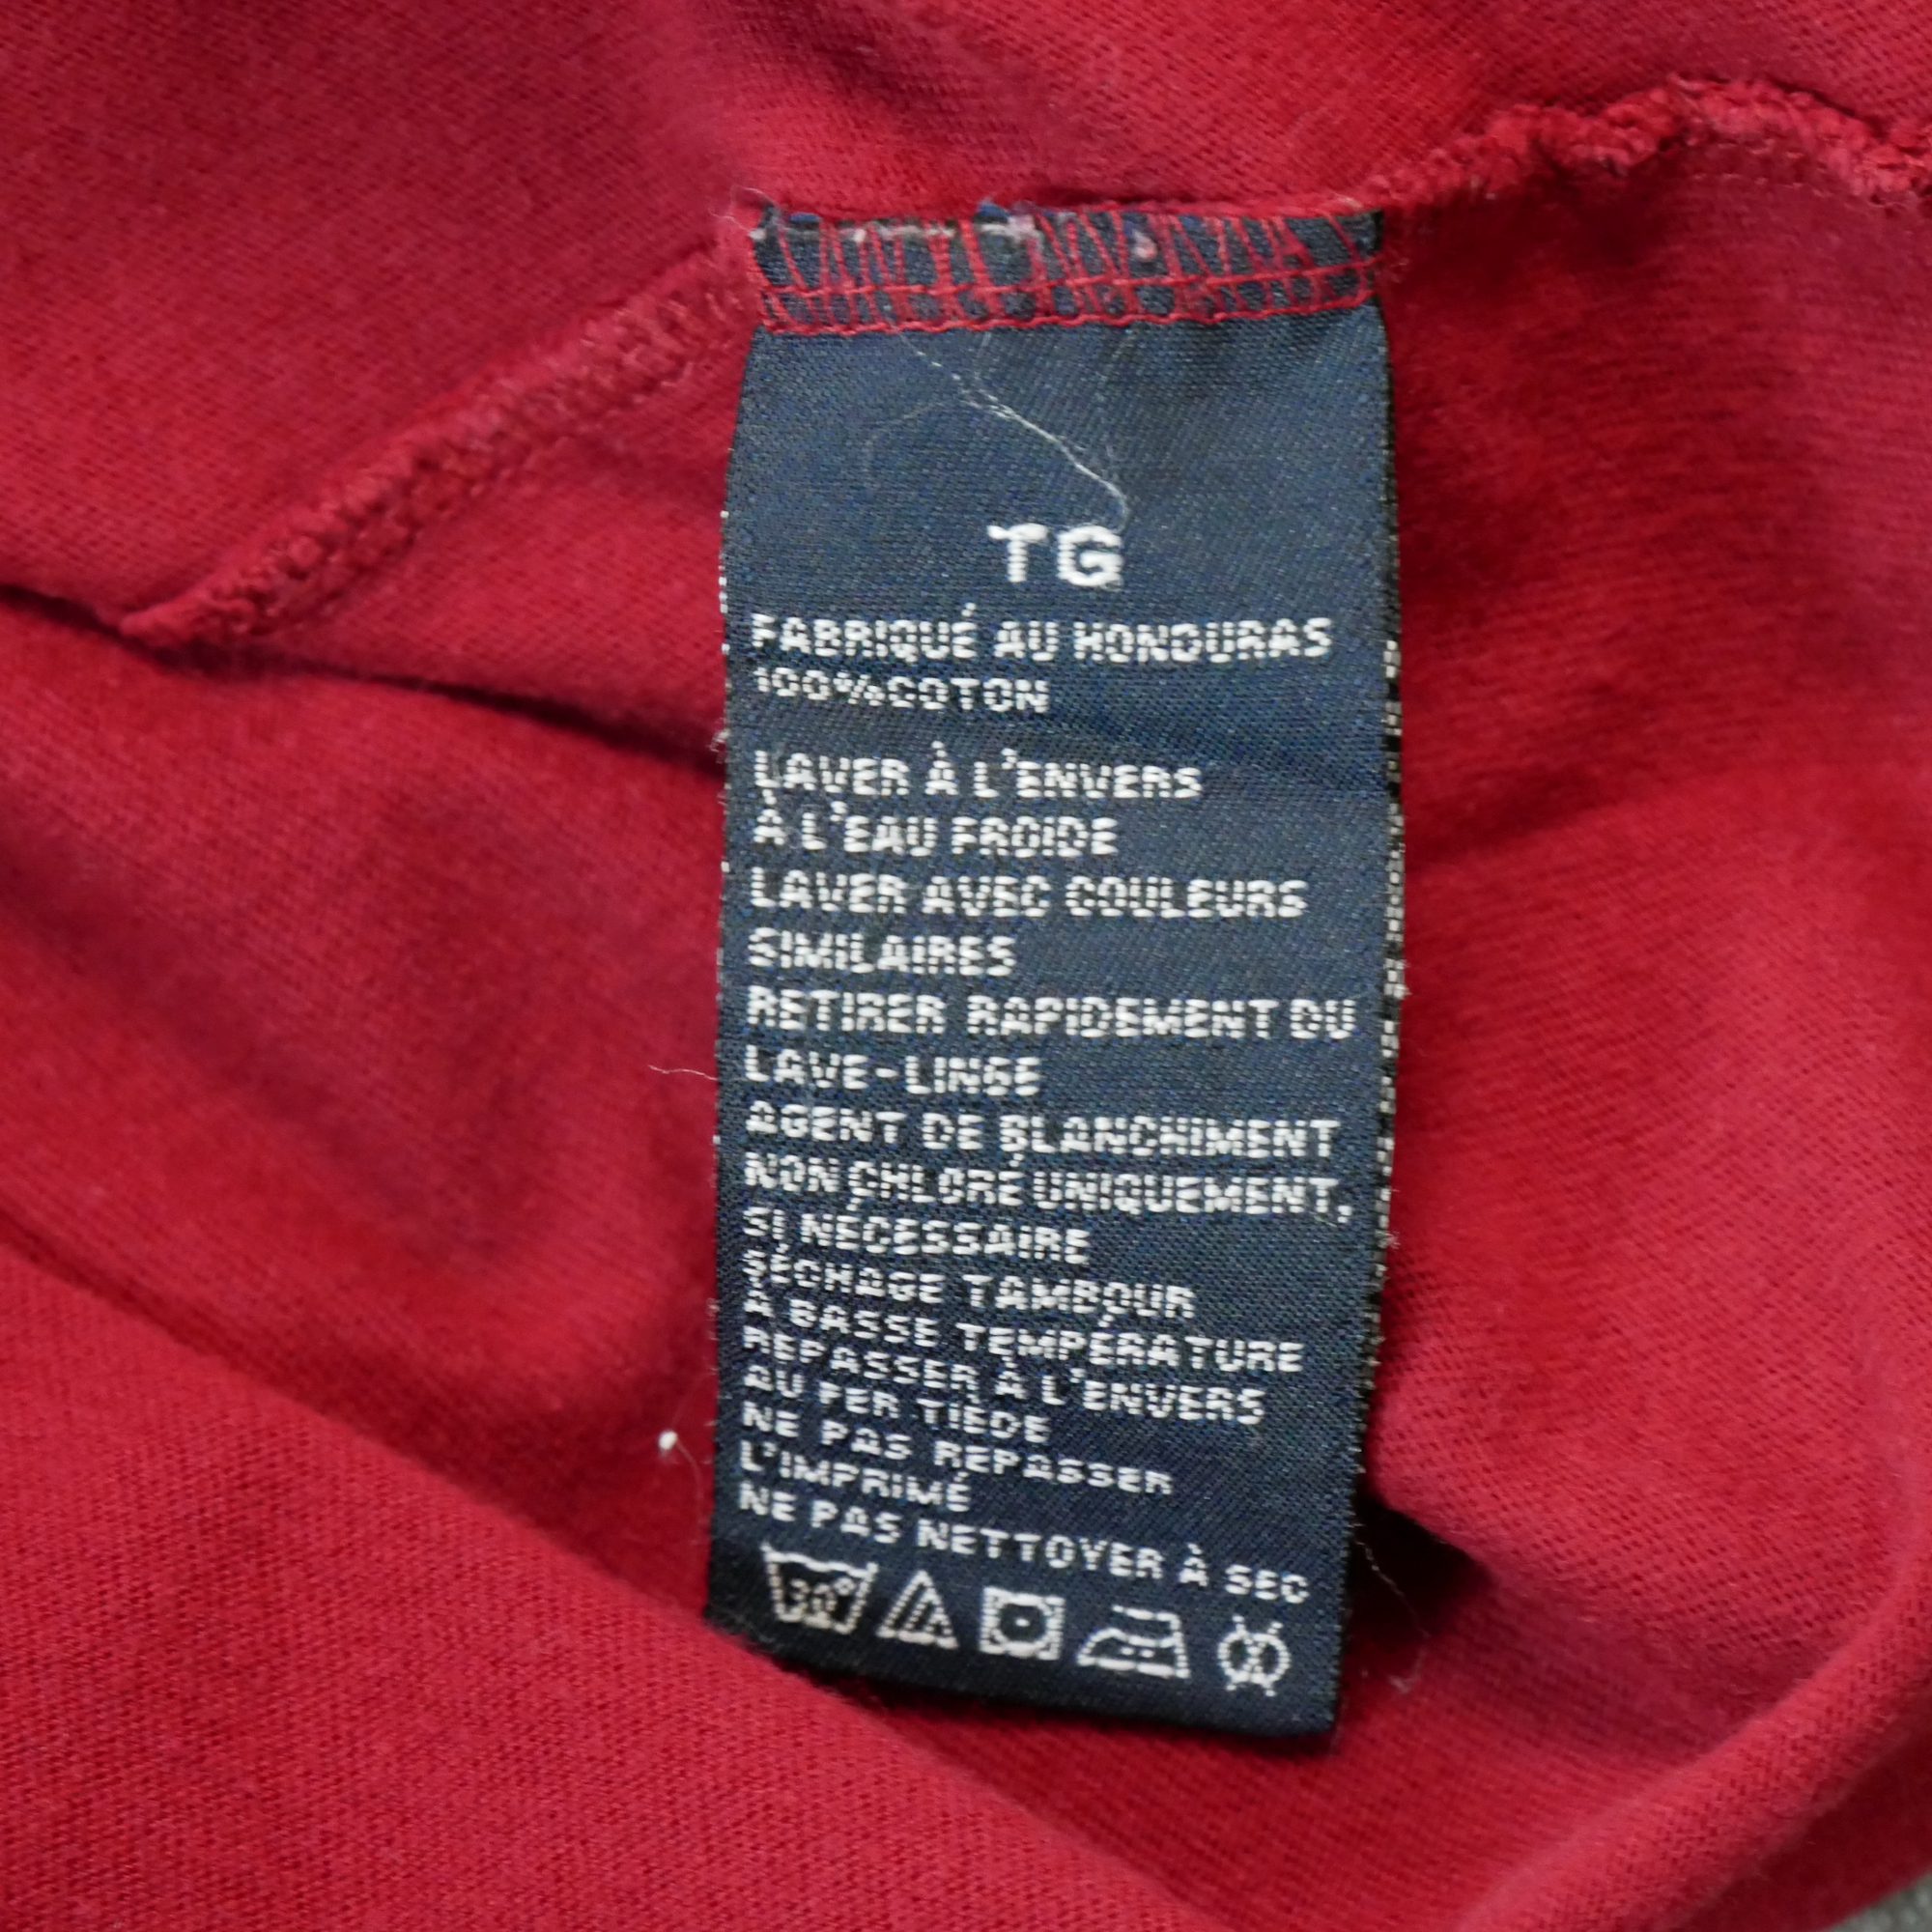 TG
FABRIQUÉ AU HONDURAS
100%COTON
LAVER À L'ENVERS
À L'EAU FROIDE
LAVER AVEC COULEURS
SIMILAIRES
RETIRER RAPIDEMENT DU
LAVE-LINGE
AGENT DE BLANCHIMENT
NON CHLORÉ UNIQUEMENT,
SI NÉCESSAIRE
SÉCHAGE TAMBOUR
À BASSE TEMPÉRATURE
REPASSER À L'ENVERS
AU FER TIÈDE
NE PAS REPASSER
L'IMPRIMÉ
NE PAS NETTOYER À SEC
30°